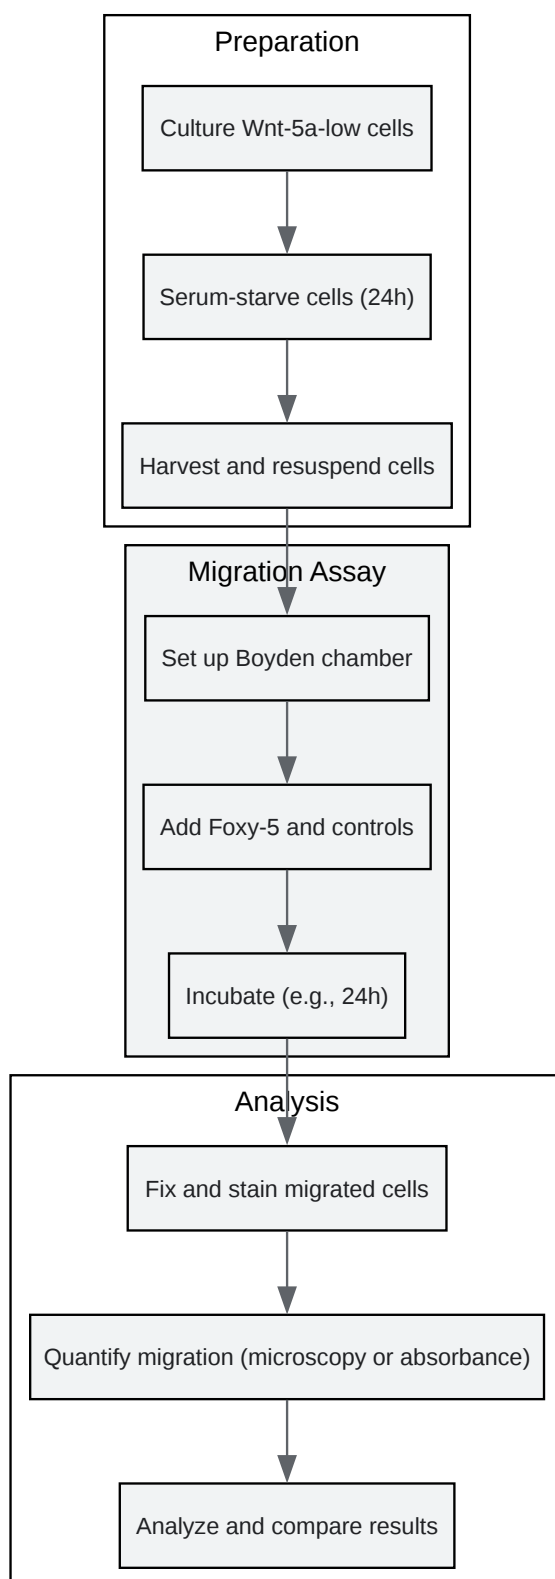 Preparation
Culture Wnt-5a-low cells
Serum-starve cells (24h)
Harvest and resuspend cells
Migration Assay
Set up Boyden chamber
Add Foxy-5 and controls
Incubate (e.g., 24h)
Analysis
Fix and stain migrated cells
Quantify migration (microscopy or absorbance)
Analyze and compare results